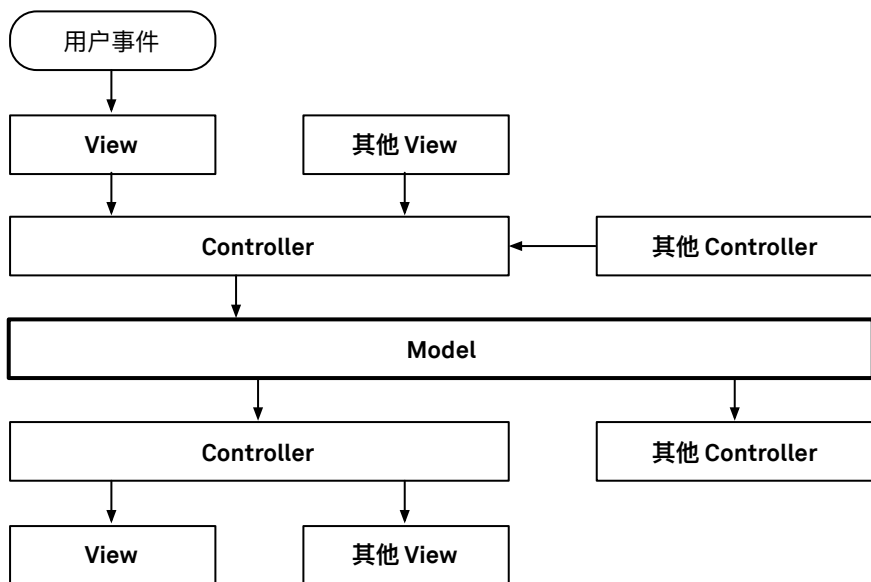 用户事件
View
其他 View
Controller
其他 Controller
Model
Controller
其他 Controller
View
其他 View